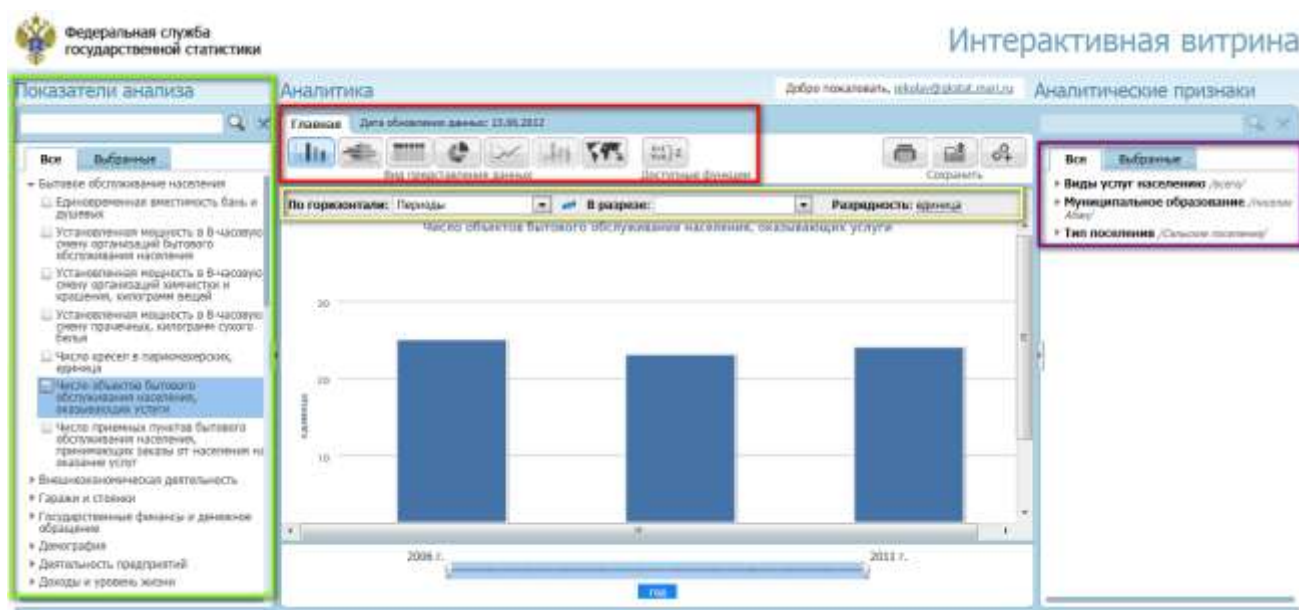 Федеральная служба
государственной статистики
Интерактивная витрина
Показатели анализа
Все
Выбранные
Бытовое обслуживание населения
Единовременная вместимость бань и
душевых
Установленная мощность в 8-часовую
смену организаций бытового
обслуживания населения
Установленная мощность в 8-часовую
смену организаций химчистки и
крашения, килограмм вещей
Установленная мощность в 8-часовую
смену прачечных, килограмм сухого
белья
Число кресел в парикмахерских,
единица
Число объектов бытового
обслуживания населения,
оказывающих услуги
Число приемных пунктов бытового
обслуживания населения,
принимающих заказы от населения на
оказание услуг
Внешнеэкономическая деятельность
Гаражи и стоянки
Государственные финансы и денежное
обращение
Демография
Деятельность предприятий
Доходы и уровень жизни
Аналитика
Добро пожаловать,
Главная
Дата обновления данных:
Вид представления данных
Доступные функции
Сохранить
По горизонтали: Периоды
В разрезе:
Разрядность: единица
Число объектов бытового обслуживания населения, оказывающих услуги
30
20
10
единица
2006 г.
2011 г.
год
Аналитические признаки
Все
Выбранные
Виды услуг населению /всего/
Муниципальное образование
Тип поселения /Сельское поселение/